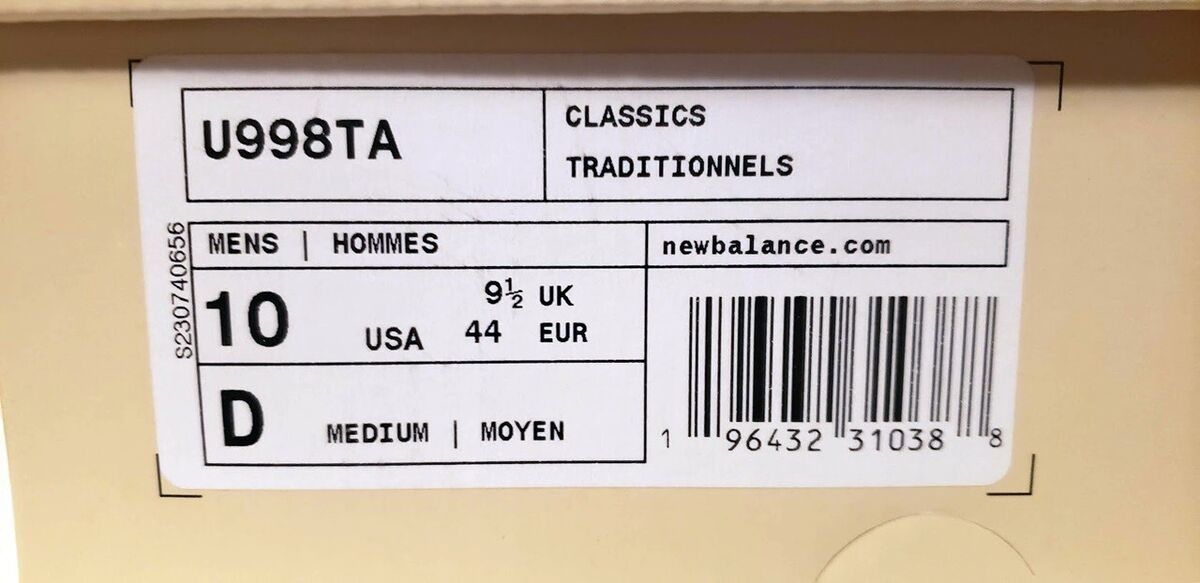 U998TA
CLASSICS
TRADITIONNELS
S230740656
MENS | HOMMES
newbalance.com
10 USA
9½ UK
44 EUR
D MEDIUM | MOYEN
1 96432 31038 8